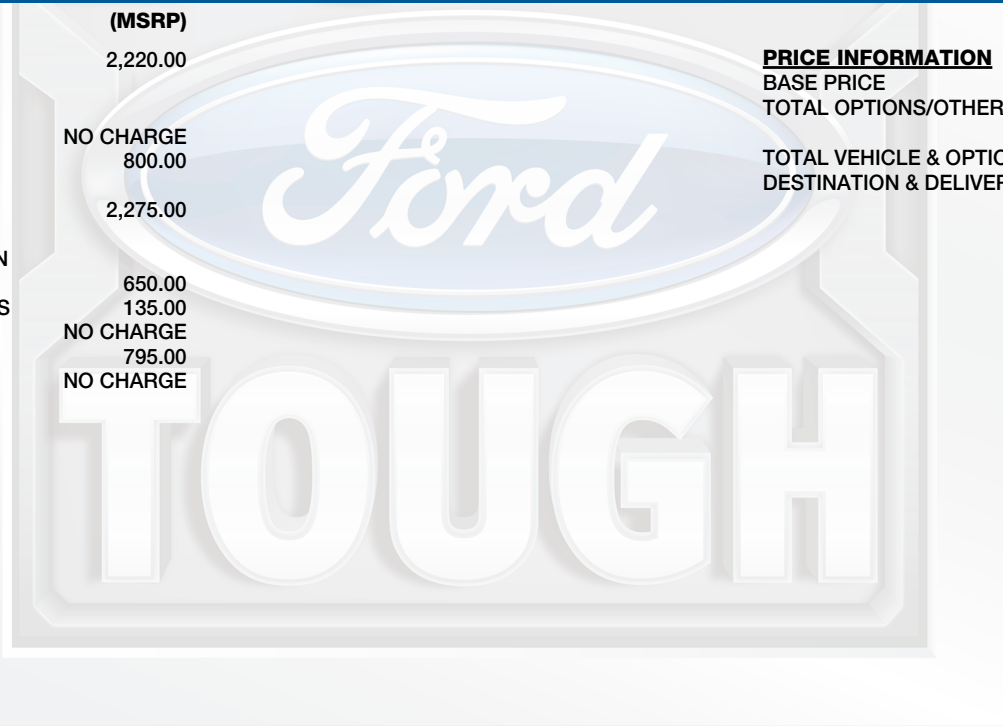 (MSRP)
2,220.00
NO CHARGE
800.00
2,275.00
N
650.00
S 135.00
NO CHARGE
795.00
NO CHARGE
PRICE INFORMATION
BASE PRICE
TOTAL OPTIONS/OTHER
TOTAL VEHICLE & OPTIO
DESTINATION & DELIVER
Ford
TOUGH